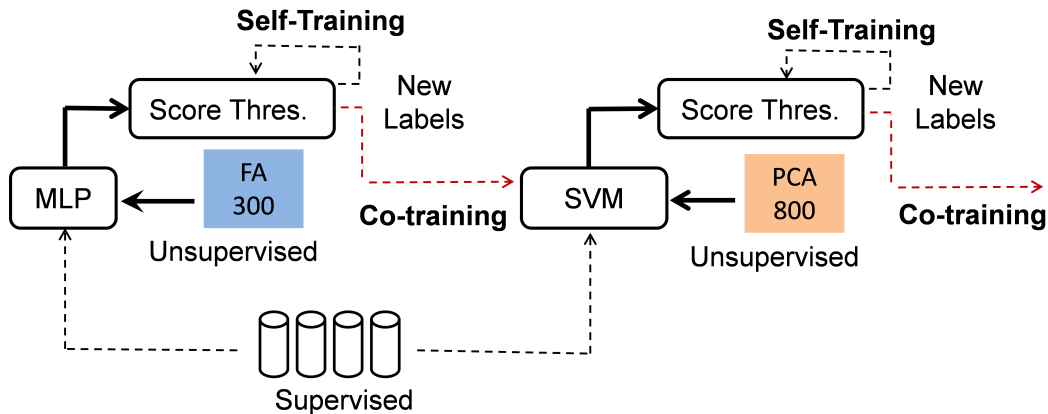 Self-Training
Score Thres.
New
Labels
MLP
FA
300
Unsupervised
Co-training
Self-Training
Score Thres.
New
Labels
SVM
PCA
800
Unsupervised
Co-training
Supervised